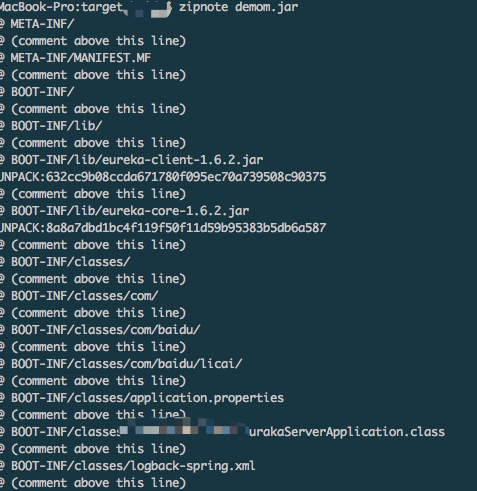 MacBook-Pro:target $ zipnote demom.jar
@ META-INF/
@ (comment above this line)
@ META-INF/MANIFEST.MF
@ (comment above this line)
@ BOOT-INF/
@ (comment above this line)
@ BOOT-INF/lib/
@ (comment above this line)
@ BOOT-INF/lib/eureka-client-1.6.2.jar
UNPACK:632cc9b08ccda671780f095ec70a739508c90375
@ (comment above this line)
@ BOOT-INF/lib/eureka-core-1.6.2.jar
UNPACK:8a8a7dbd1bc4f119f50f11d59b95383b5db6a587
@ (comment above this line)
@ BOOT-INF/classes/
@ (comment above this line)
@ BOOT-INF/classes/com/
@ (comment above this line)
@ BOOT-INF/classes/com/baidu/
@ (comment above this line)
@ BOOT-INF/classes/com/baidu/licai/
@ (comment above this line)
@ BOOT-INF/classes/application.properties
@ (comment above this line)
@ BOOT-INF/classes urakaServerApplication.class
@ (comment above this line)
@ BOOT-INF/classes/logback-spring.xml
@ (comment above this line)